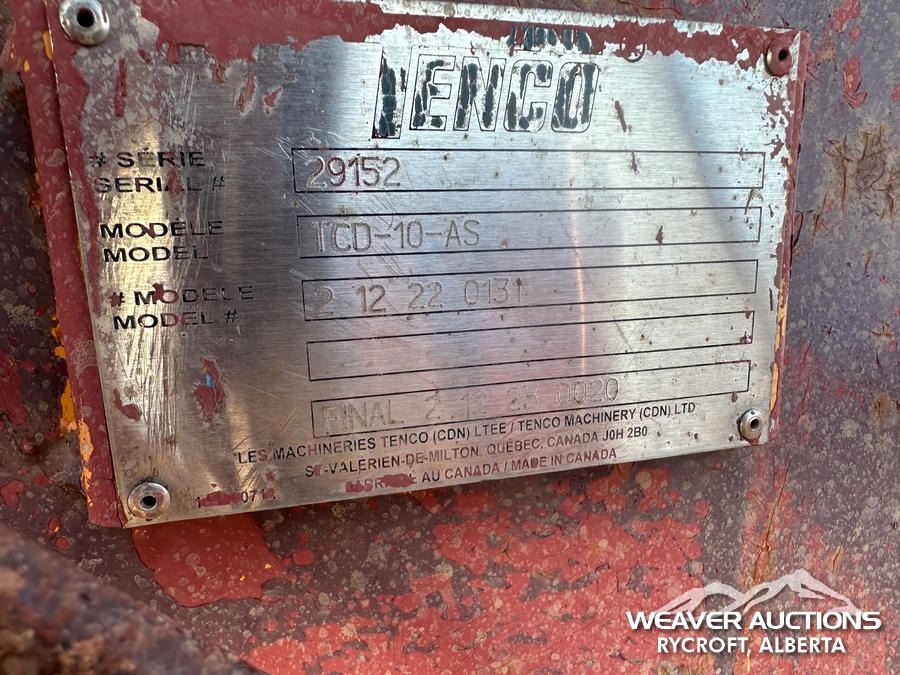 TENCO
# SÉRIE
SERIAL # 29152
MODÈLE
MODEL TCD-10-AS
# MODÈLE
MODEL # 2 12 22 0131
FINAL 2 12 0020
LES MACHINERIES TENCO (CDN) LTEE / TENCO MACHINERY (CDN) LTD
ST-VALÉRIEN-DE-MILTON, QUÉBEC, CANADA J0H 2B0
AU CANADA / MADE IN CANADA
WEAVER AUCTIONS
RYCROFT, ALBERTA